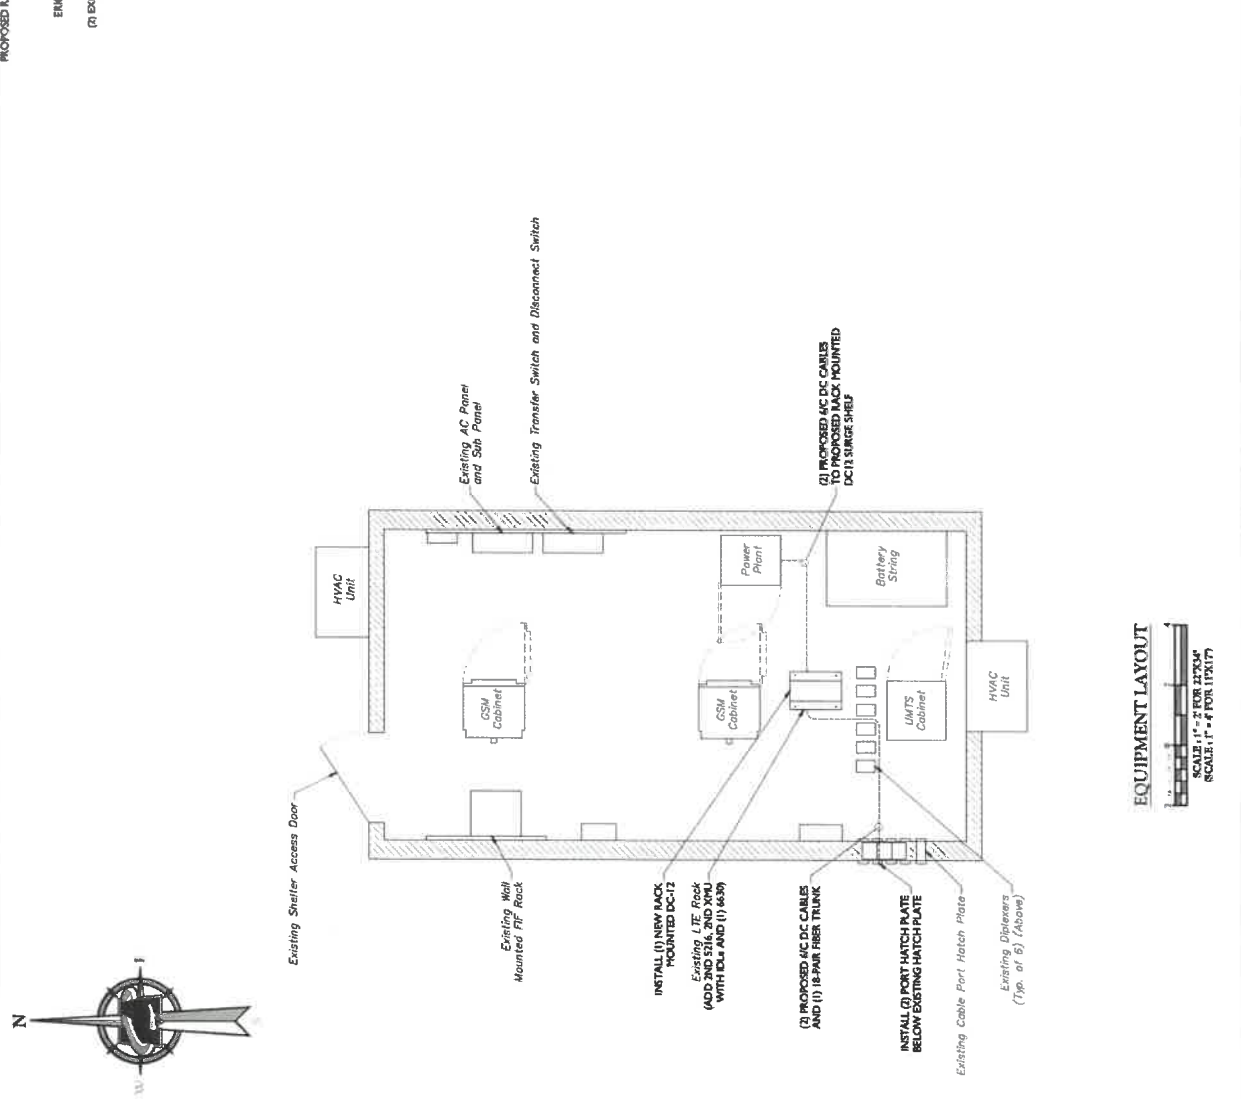 PROPOSED R
ERI
(2) EX
N
W
E
S
Existing Shelter Access Door
HVAC
Unit
Existing AC Panel
and Sub Panel
Existing Transfer Switch and Disconnect Switch
GSM
Cabinet
Existing Wall
Mounted FIF Rack
Power
Plant
GSM
Cabinet
(2) PROPOSED 6/C DC CABLES
TO PROPOSED RACK MOUNTED
DC12 SURGE SHELF
Battery
String
INSTALL (1) NEW RACK
MOUNTED DC-12
Existing LTE Rack
(ADD 2ND 5216, 2ND XMU
WITH IDLs AND (1) 6630)
UMTS
Cabinet
HVAC
Unit
(2) PROPOSED 6/C DC CABLES
AND (1) 18-PAIR FIBER TRUNK
INSTALL (2) PORT HATCH PLATE
BELOW EXISTING HATCH PLATE
Existing Cable Port Hatch Plate
Existing Diplexers
(Typ. of 6) (Above)
EQUIPMENT LAYOUT
SCALE: 1" = 2' FOR 22"X34"
(SCALE: 1" = 4' FOR 11"X17")